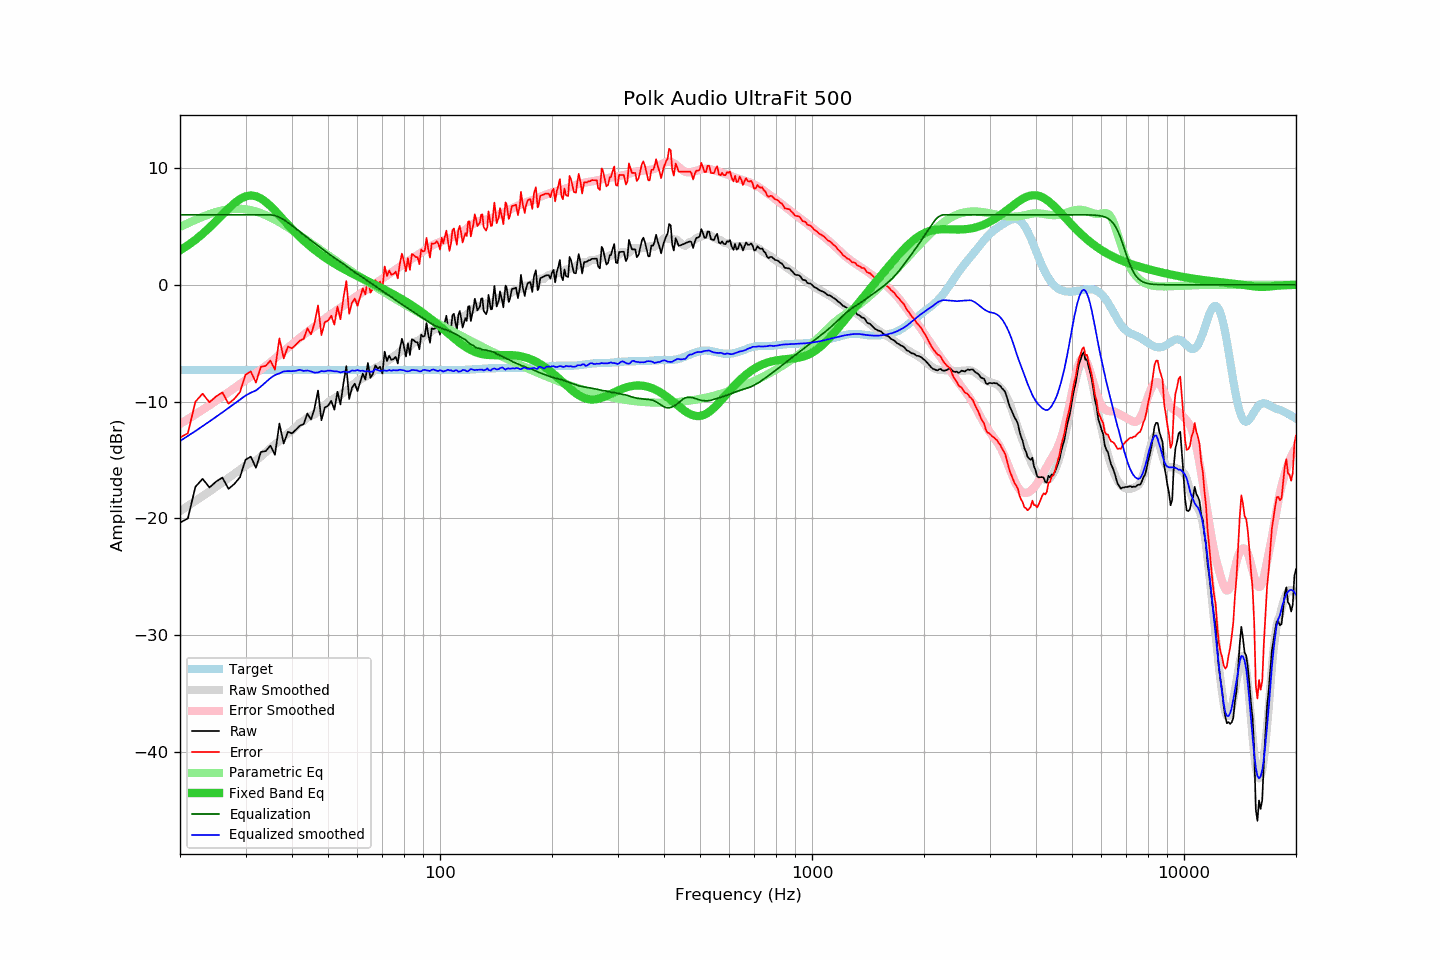 Polk Audio UltraFit 500
Amplitude (dBr)
10
0
−10
−20
−30
−40
Target
Raw Smoothed
Error Smoothed
Raw
Error
Parametric Eq
Fixed Band Eq
Equalization
Equalized smoothed
100
1000
10000
Frequency (Hz)